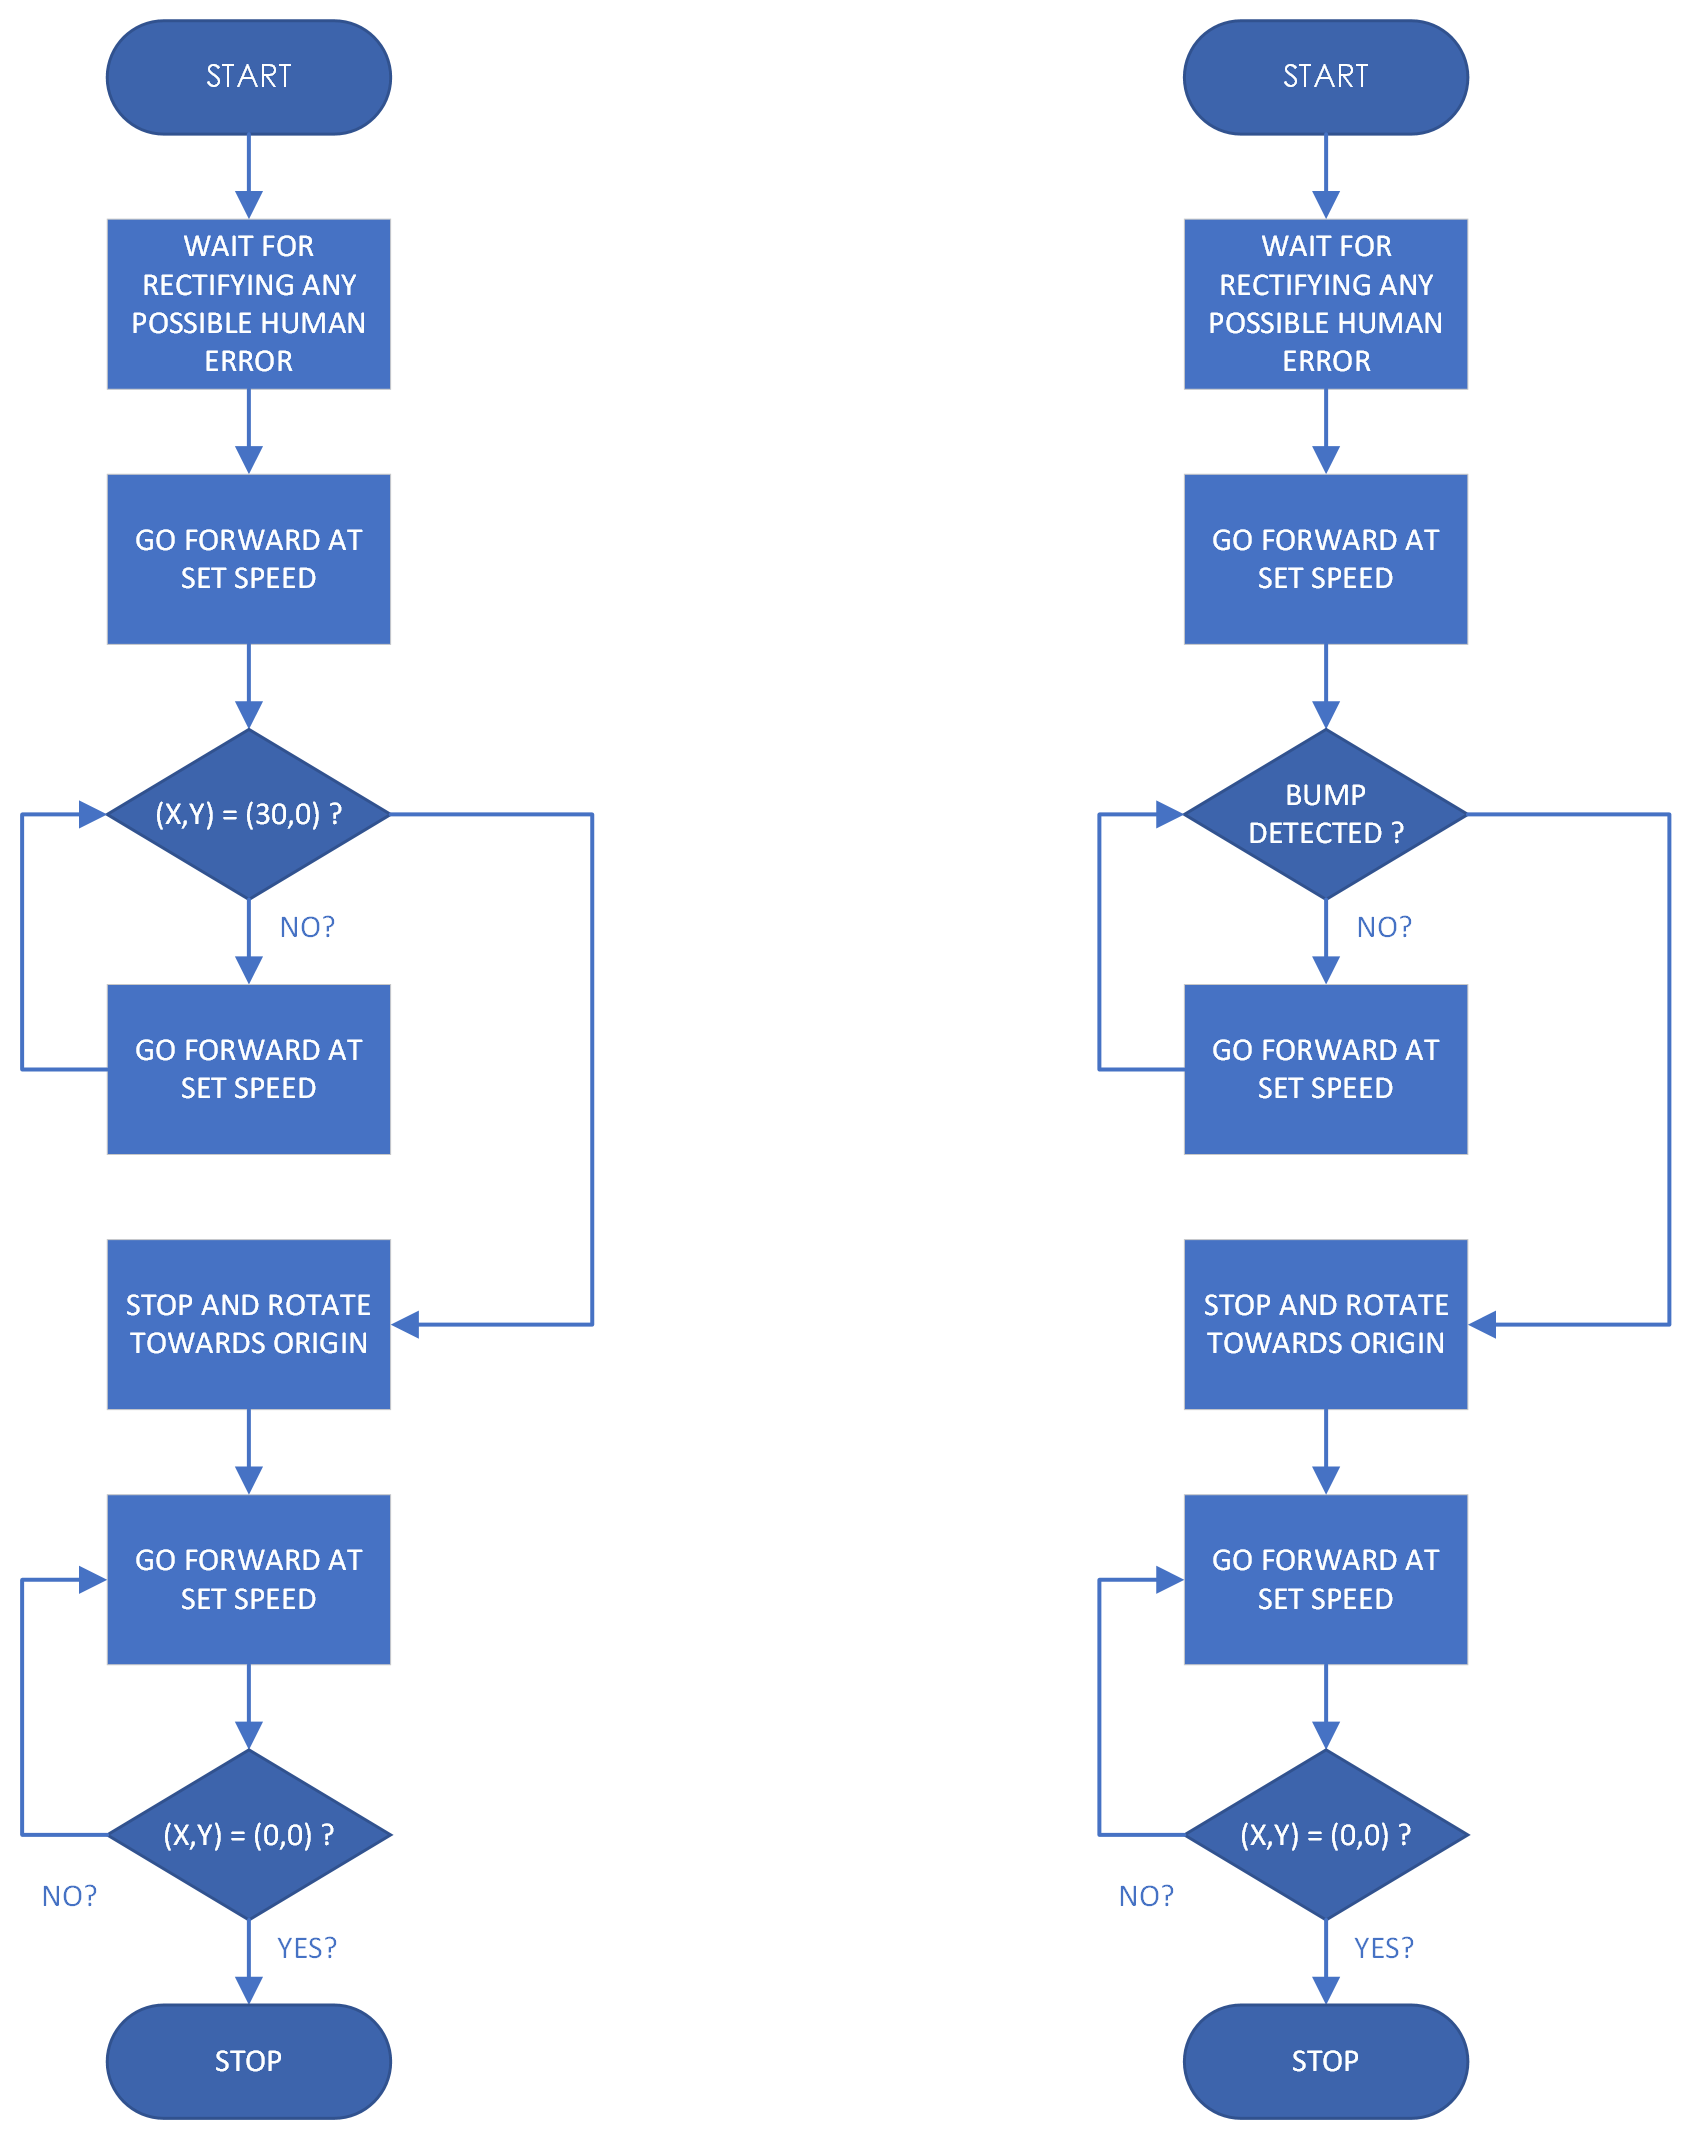 START
WAIT FOR
RECTIFYING ANY
POSSIBLE HUMAN
ERROR
GO FORWARD AT
SET SPEED
(X,Y) = (30,0) ?
NO?
GO FORWARD AT
SET SPEED
STOP AND ROTATE
TOWARDS ORIGIN
GO FORWARD AT
SET SPEED
(X,Y) = (0,0) ?
NO?
YES?
STOP
START
WAIT FOR
RECTIFYING ANY
POSSIBLE HUMAN
ERROR
GO FORWARD AT
SET SPEED
BUMP
DETECTED ?
NO?
GO FORWARD AT
SET SPEED
STOP AND ROTATE
TOWARDS ORIGIN
GO FORWARD AT
SET SPEED
(X,Y) = (0,0) ?
NO?
YES?
STOP